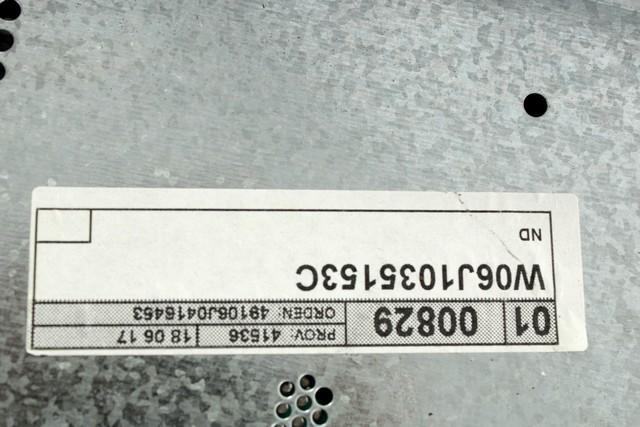 01 00829 PROV: 41536 18 06 17
ORDEN: 49106J0416453
W06J1035153C
ND